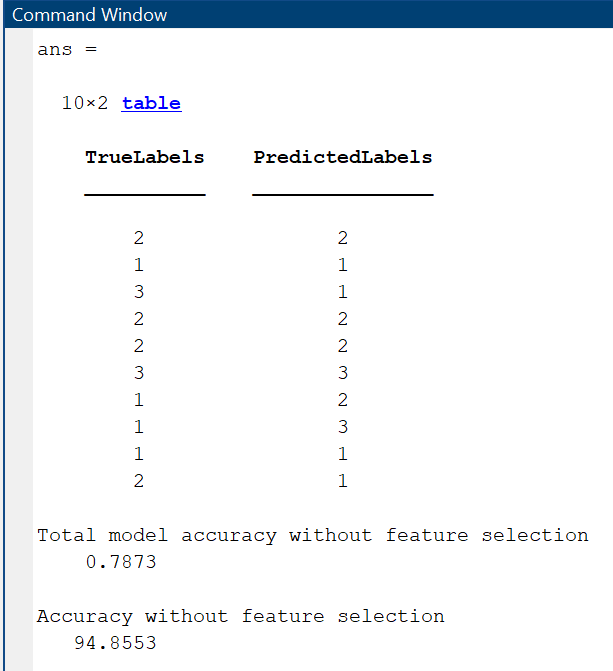 Command Window
ans =
10×2 table
TrueLabels PredictedLabels
2 2
1 1
3 1
2 2
2 2
3 3
1 2
1 3
1 1
2 1
Total model accuracy without feature selection
0.7873
Accuracy without feature selection
94.8553